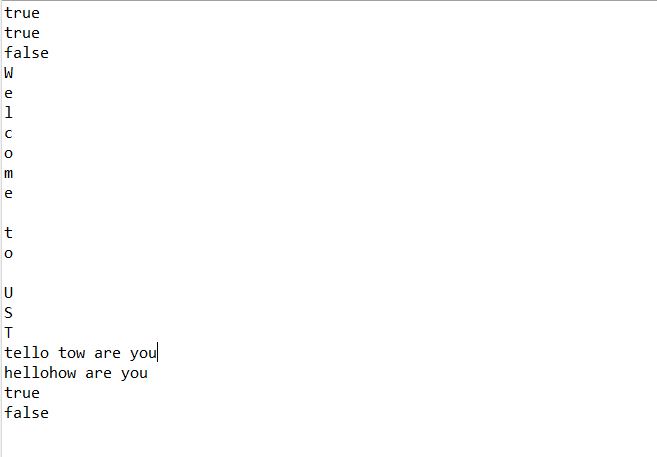 true
true
false
W
e
l
c
o
m
e
t
o
U
S
T
tello tow are you
hellohow are you
true
false